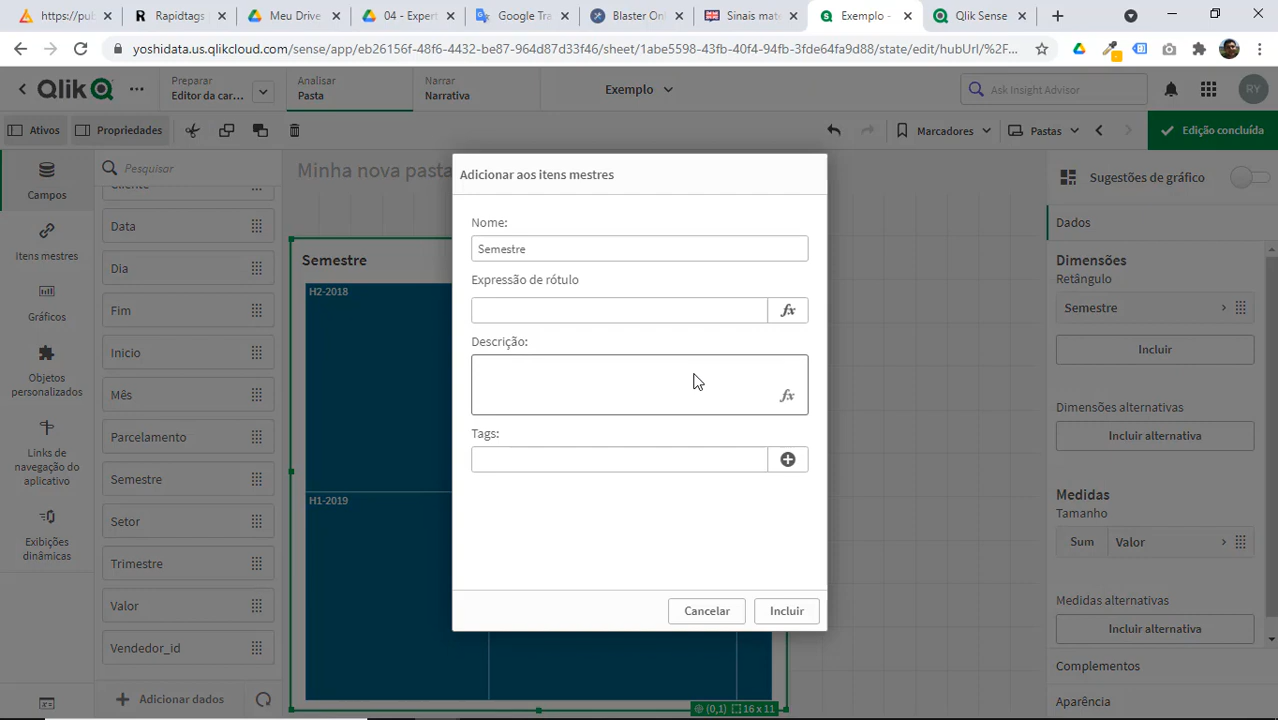 https://pub
Rapidtags
Meu Drive
04 - Expert
Google Tra
Blaster On
Sinais mat
Exemplo -
Qlik Sense
yoshidata.us.qlikcloud.com/sense/app/eb26156f-48f6-4432-be87-964d87d33f46/sheet/1abe5598-43fb-40f4-94fb-3fde64fa9d88/state/edit/hubUrl/%2F...
Qlik
Preparar
Editor da car...
Analisar
Pasta
Narrar
Narrativa
Exemplo
Ask Insight Advisor
RY
Ativos
Propriedades
Marcadores
Pastas
Edição concluída
Campos
Itens mestres
Gráficos
Objetos
personalizados
Links de
navegação do
aplicativo
Exibições
dinâmicas
Pesquisar
Cliente
Data
Dia
Fim
Inicio
Mês
Parcelamento
Semestre
Setor
Trimestre
Valor
Vendedor_id
Adicionar dados
Minha nova pasta
Semestre
H2-2018
H1-2019
(0,1) 16 x 11
Adicionar aos itens mestres
Nome:
Semestre
Expressão de rótulo
fx
Descrição:
fx
Tags:
Cancelar
Incluir
Sugestões de gráfico
Dados
Dimensões
Retângulo
Semestre
Incluir
Dimensões alternativas
Incluir alternativa
Medidas
Tamanho
Sum
Valor
Medidas alternativas
Incluir alternativa
Complementos
Aparência